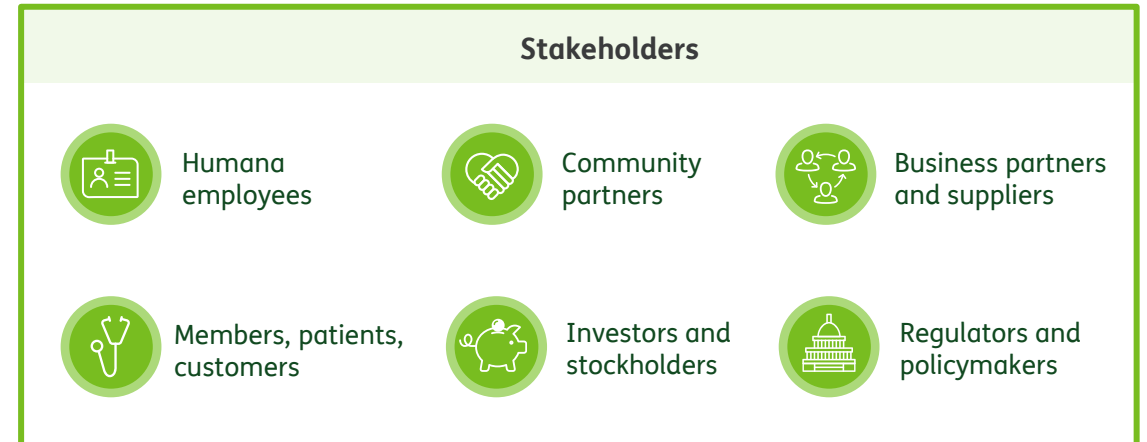 Stakeholders
Humana
employees
Community
partners
Business partners
and suppliers
Members, patients,
customers
Investors and
stockholders
Regulators and
policymakers